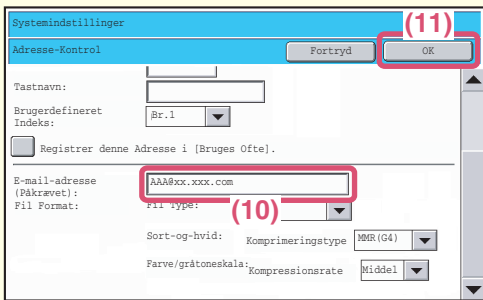 Systemindstillinger
(11)
Adresse-Kontrol
Fortryd
OK
Tastnavn:
Brugerdefineret
Indeks:
Br.1
Registrer denne Adresse i [Bruges Ofte].
E-mail-adresse
(Påkrævet):
AAA@xx.xxx.com
Fil Format:
Fil Type:
(10)
Sort-og-hvid:
Komprimeringstype
MMR(G4)
Farve/gråtoneskala:
Kompressionsrate
Middel